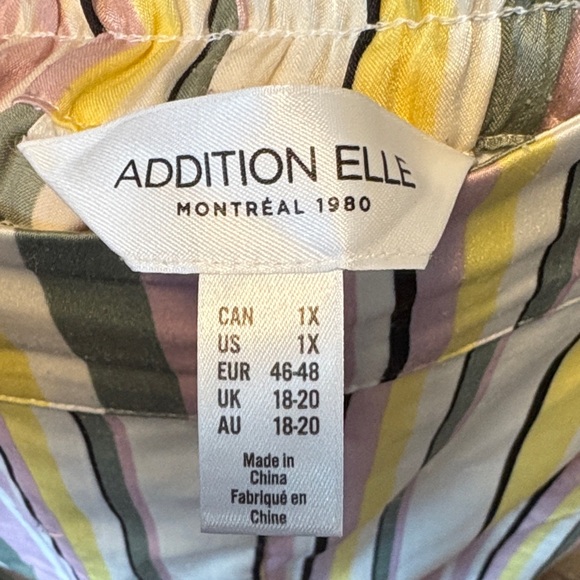 ADDITION ELLE
MONTRÉAL 1980
CAN 1X
US 1X
EUR 46-48
UK 18-20
AU 18-20
Made in
China
Fabriqué en
Chine